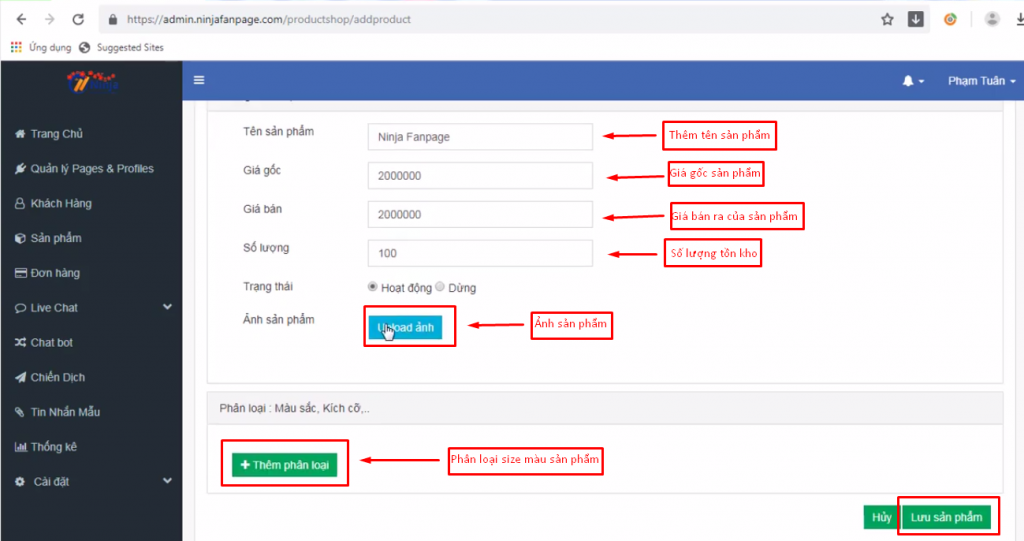 https://admin.ninjafanpage.com/productshop/addproduct
Ứng dụng Suggested Sites
Phạm Tuân
Trang Chủ
Quản lý Pages & Profiles
Khách Hàng
Sản phẩm
Đơn hàng
Live Chat
Chat bot
Chiến Dịch
Tin Nhắn Mẫu
Thống kê
Cài đặt
Tên sản phẩm Ninja Fanpage Thêm tên sản phẩm
Giá gốc 2000000 Giá gốc sản phẩm
Giá bán 2000000 Giá bán ra của sản phẩm
Số lượng 100 Số lượng tồn kho
Trạng thái Hoạt động Dừng
Ảnh sản phẩm Upload ảnh Ảnh sản phẩm
Phân loại : Màu sắc, Kích cỡ,..
Thêm phân loại Phân loại size màu sản phẩm
Hủy Lưu sản phẩm